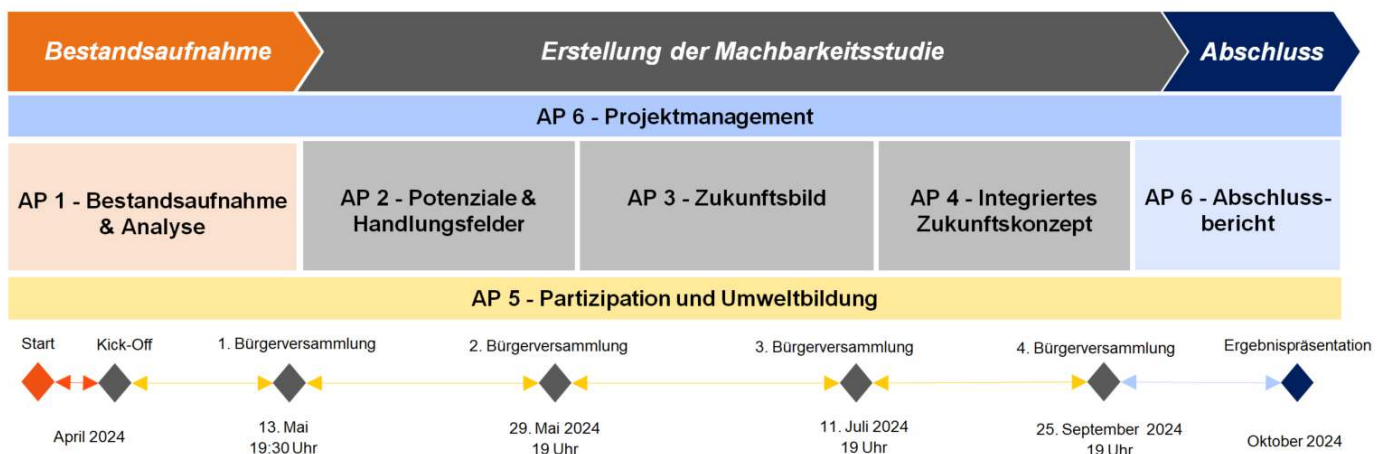 Bestandsaufnahme
Erstellung der Machbarkeitsstudie
Abschluss
AP 6 - Projektmanagement
AP 1 - Bestandsaufnahme
& Analyse
AP 2 - Potenziale &
Handlungsfelder
AP 3 - Zukunftsbild
AP 4 - Integriertes
Zukunftskonzept
AP 6 - Abschluss-
bericht
AP 5 - Partizipation und Umweltbildung
Start
Kick-Off
1. Bürgerversammlung
2. Bürgerversammlung
3. Bürgerversammlung
4. Bürgerversammlung
Ergebnispräsentation
April 2024
13. Mai
19:30 Uhr
29. Mai 2024
19 Uhr
11. Juli 2024
19 Uhr
25. September 2024
19 Uhr
Oktober 2024